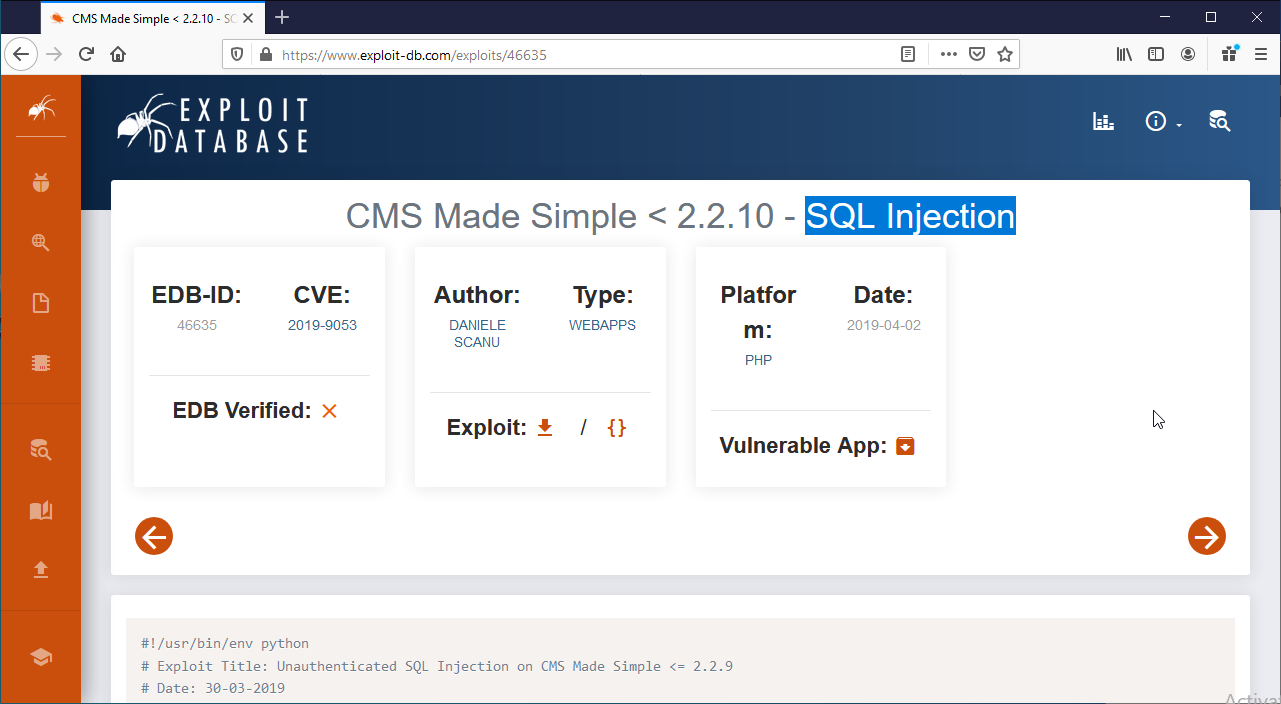 CMS Made Simple < 2.2.10 - SQ
https://www.exploit-db.com/exploits/46635
EXPLOIT
DATABASE
CMS Made Simple < 2.2.10 - SQL Injection
EDB-ID:
46635
CVE:
2019-9053
EDB Verified:
Author:
DANIELE
SCANU
Type:
WEBAPPS
Exploit: / {}
Platfor
m:
PHP
Date:
2019-04-02
Vulnerable App:
#!/usr/bin/env python
# Exploit Title: Unauthenticated SQL Injection on CMS Made Simple <= 2.2.9
# Date: 30-03-2019